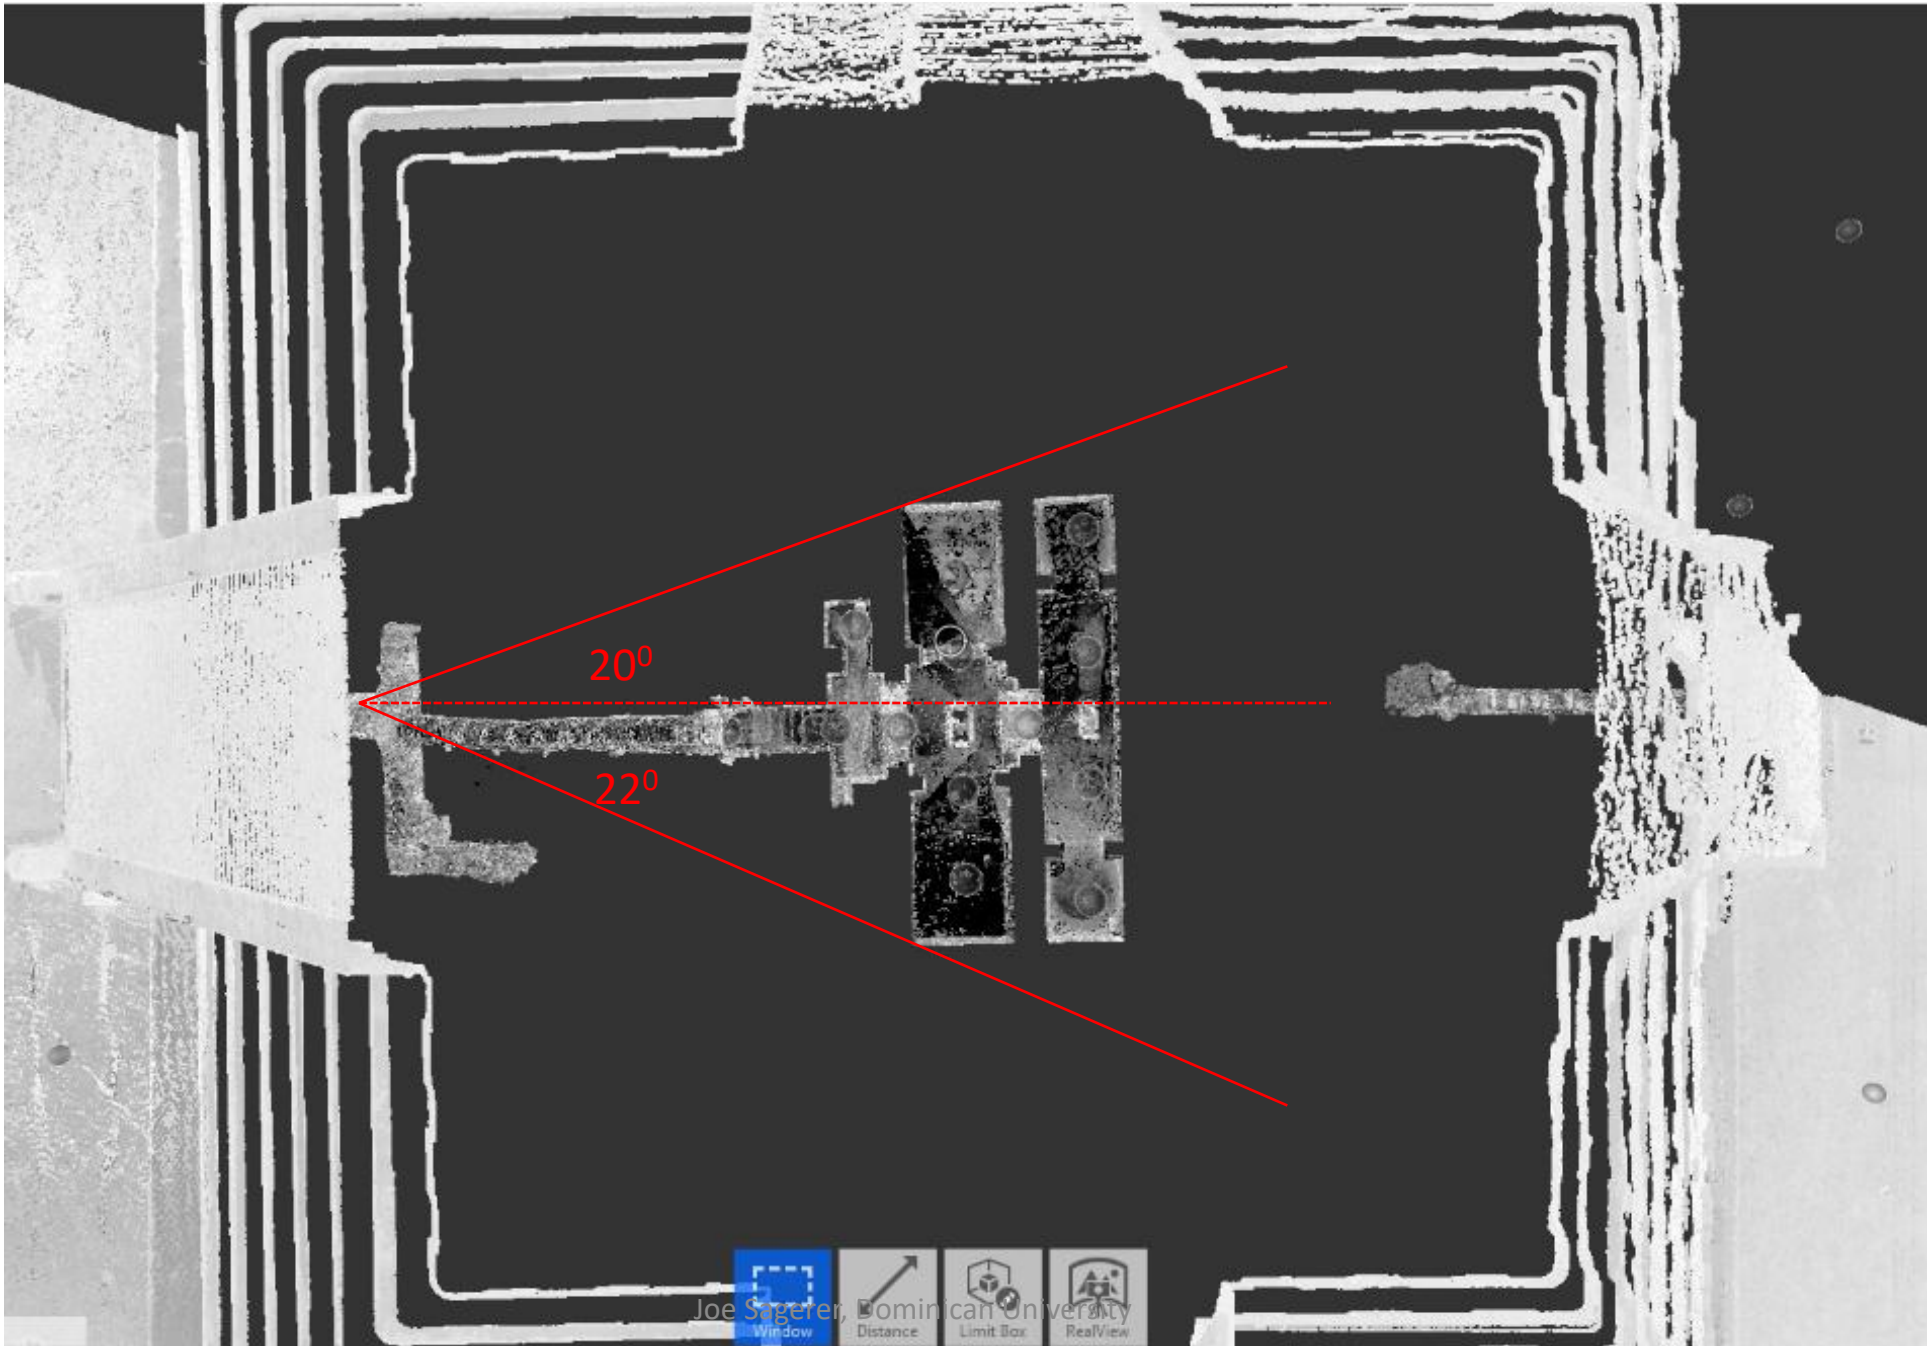 20⁰
22⁰
Joe Sagerer, Dominican University
Window
Distance
Limit Box
RealView